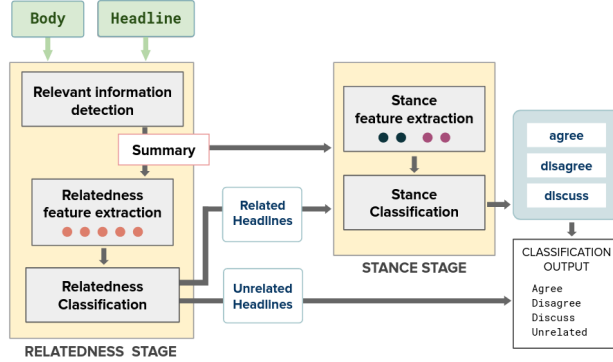 Body
Headline
Relevant information
detection
Summary
Relatedness
feature extraction
Relatedness
Classification
RELATEDNESS STAGE
Related
Headlines
Unrelated
Headlines
Stance
feature extraction
Stance
Classification
STANCE STAGE
agree
disagree
discuss
CLASSIFICATION
OUTPUT
Agree
Disagree
Discuss
Unrelated